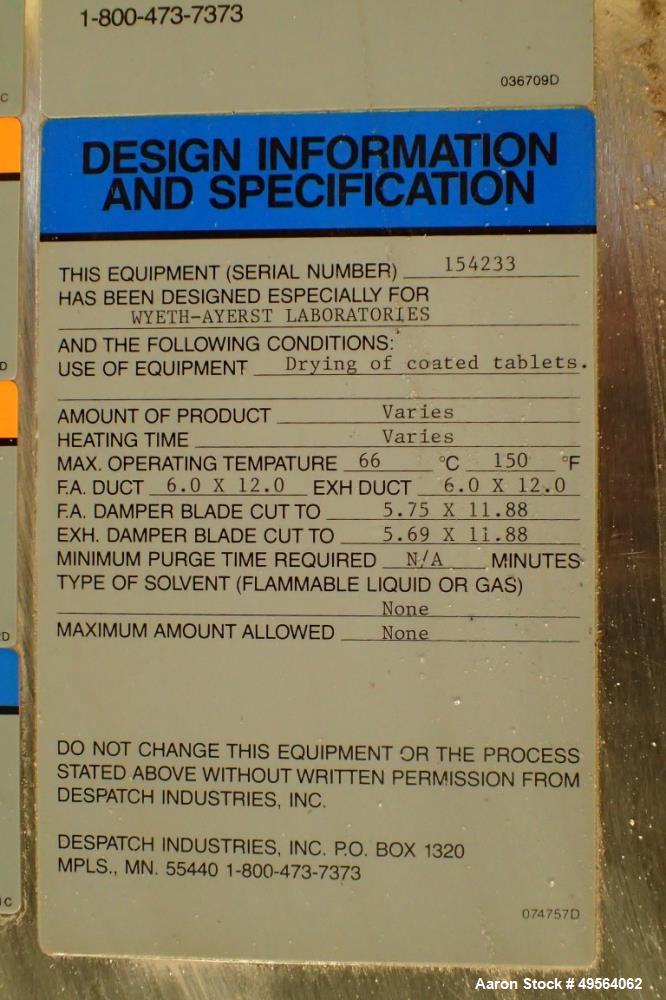 1-800-473-7373
036709D
DESIGN INFORMATION
AND SPECIFICATION
THIS EQUIPMENT (SERIAL NUMBER) 154233
HAS BEEN DESIGNED ESPECIALLY FOR
WYETH-AYERST LABORATORIES
AND THE FOLLOWING CONDITIONS:
USE OF EQUIPMENT Drying of coated tablets.
AMOUNT OF PRODUCT Varies
HEATING TIME Varies
MAX. OPERATING TEMPATURE 66 °C 150 °F
F.A. DUCT 6.0 X 12.0 EXH DUCT 6.0 X 12.0
F.A. DAMPER BLADE CUT TO 5.75 X 11.88
EXH. DAMPER BLADE CUT TO 5.69 X 11.88
MINIMUM PURGE TIME REQUIRED N/A MINUTES
TYPE OF SOLVENT (FLAMMABLE LIQUID OR GAS)
None
MAXIMUM AMOUNT ALLOWED None
DO NOT CHANGE THIS EQUIPMENT OR THE PROCESS
STATED ABOVE WITHOUT WRITTEN PERMISSION FROM
DESPATCH INDUSTRIES, INC.
DESPATCH INDUSTRIES, INC. P.O. BOX 1320
MPLS., MN. 55440 1-800-473-7373
074757D
Aaron Stock # 49564062